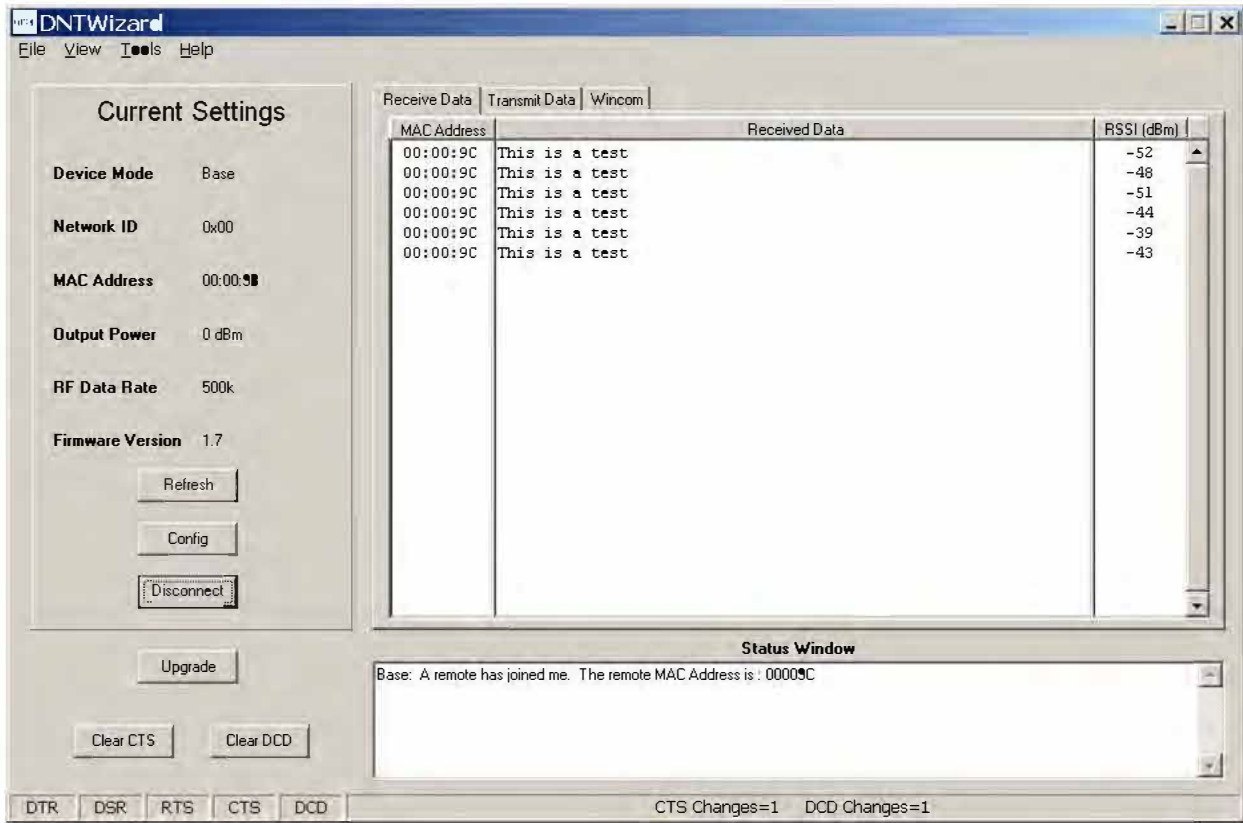 DNTWizard
File View Tools Help
Current Settings
Device Mode Base
Network ID 0x00
MAC Address 00:00:9B
Output Power 0 dBm
RF Data Rate 500k
Firmware Version 1.7
Refresh
Config
Disconnect
Upgrade
Clear CTS Clear DCD
Receive Data Transmit Data Wincom
MAC Address Received Data RSSI (dBm)
00:00:9C This is a test -52
00:00:9C This is a test -48
00:00:9C This is a test -51
00:00:9C This is a test -44
00:00:9C This is a test -39
00:00:9C This is a test -43
Status Window
Base: A remote has joined me. The remote MAC Address is : 00009C
DTR DSR RTS CTS DCD CTS Changes=1 DCD Changes=1